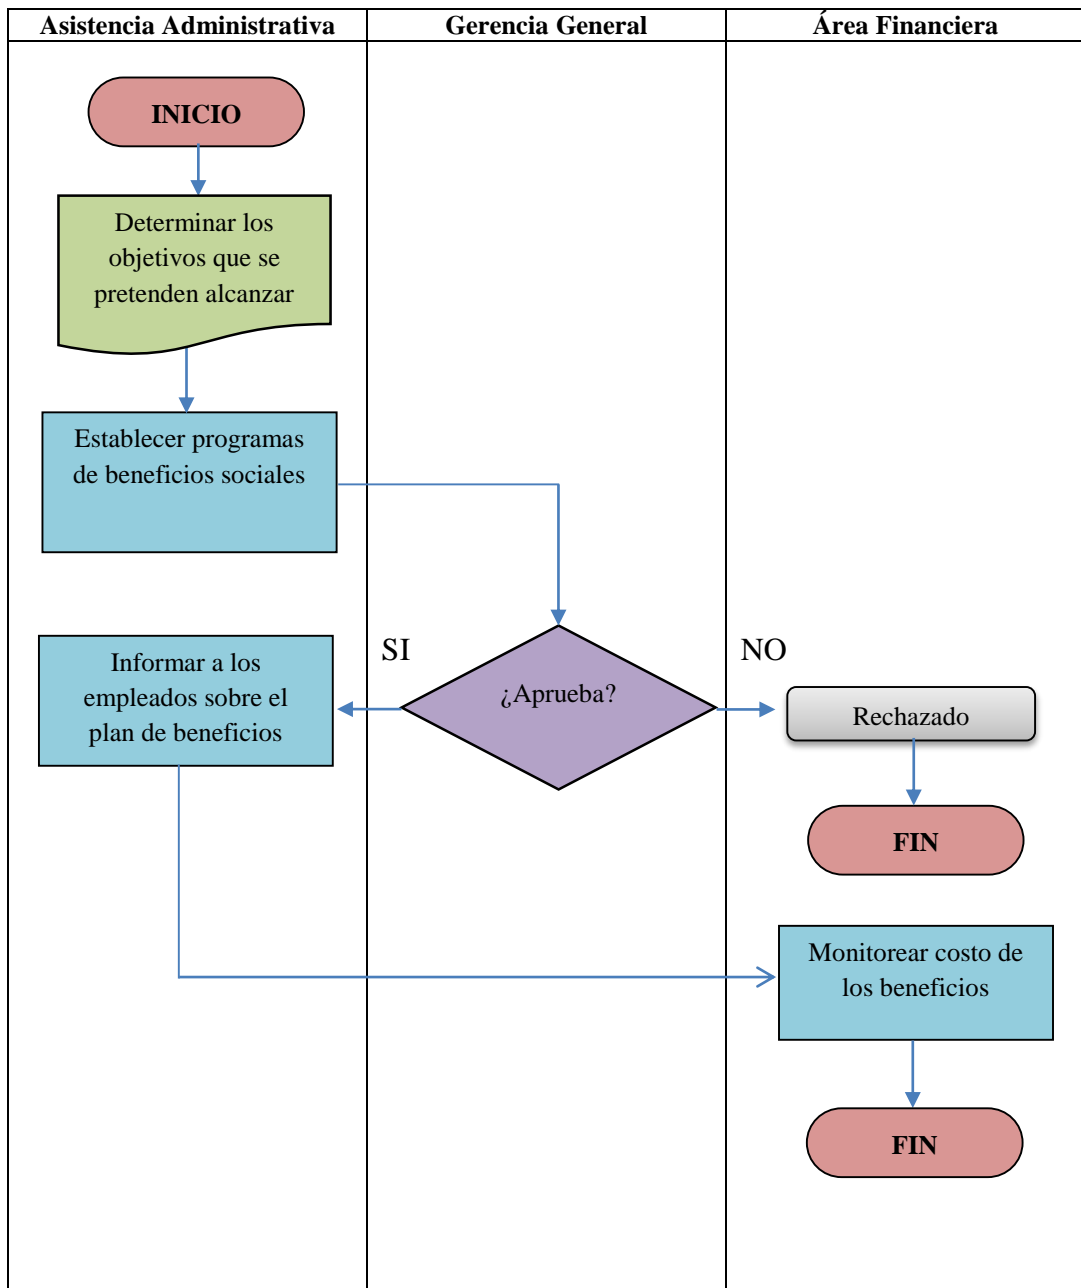 Asistencia Administrativa
Gerencia General
Área Financiera
INICIO
Determinar los
objetivos que se
pretenden alcanzar
Establecer programas
de beneficios sociales
SI
NO
Informar a los
empleados sobre el
plan de beneficios
¿Aprueba?
Rechazado
FIN
Monitorear costo de
los beneficios
FIN